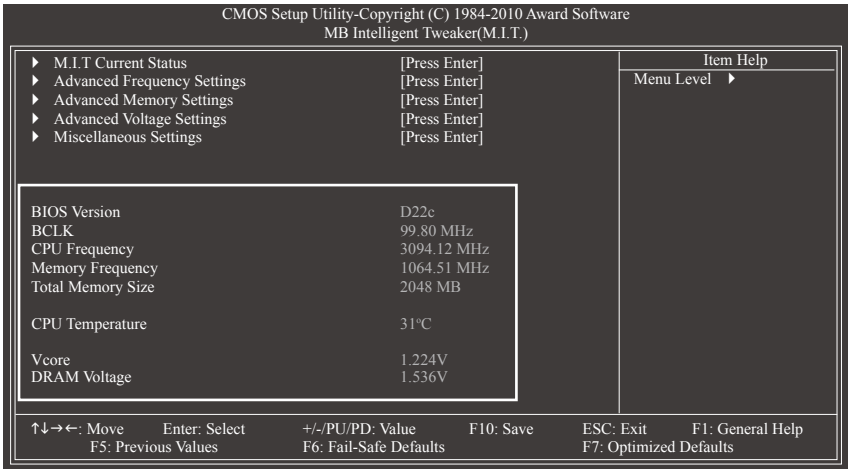 CMOS Setup Utility-Copyright (C) 1984-2010 Award Software
MB Intelligent Tweaker(M.I.T.)
▶ M.I.T Current Status [Press Enter]
▶ Advanced Frequency Settings [Press Enter]
▶ Advanced Memory Settings [Press Enter]
▶ Advanced Voltage Settings [Press Enter]
▶ Miscellaneous Settings [Press Enter]
Item Help
Menu Level ▶
BIOS Version D22c
BCLK 99.80 MHz
CPU Frequency 3094.12 MHz
Memory Frequency 1064.51 MHz
Total Memory Size 2048 MB
CPU Temperature 31°C
Vcore 1.224V
DRAM Voltage 1.536V
↑↓→←: Move Enter: Select +/-/PU/PD: Value F10: Save ESC: Exit F1: General Help
F5: Previous Values F6: Fail-Safe Defaults F7: Optimized Defaults